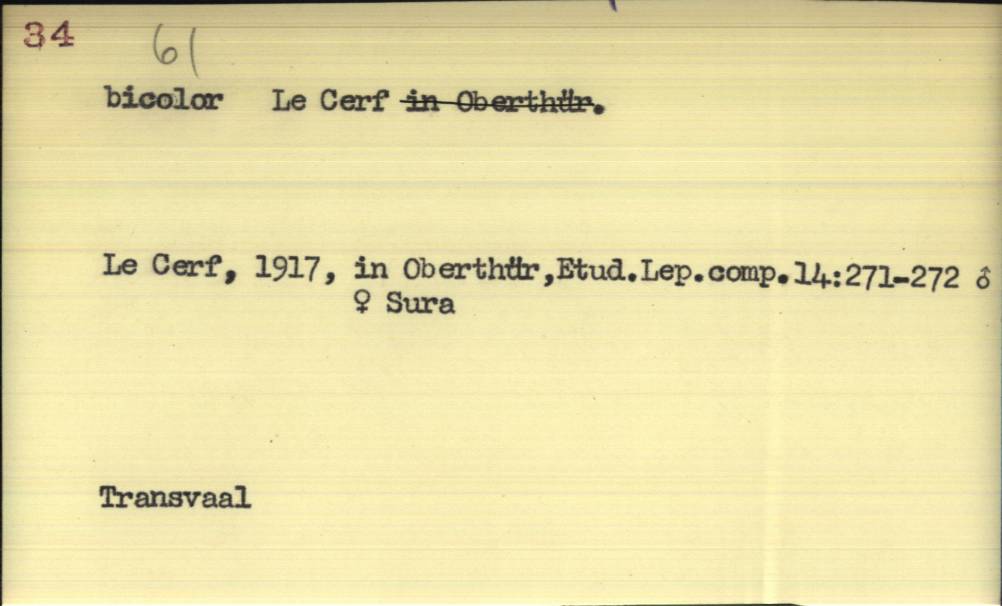 34 61
bicolor Le Cerf in Oberthür.
Le Cerf, 1917, in Oberthür,Etud.Lep.comp.14:271-272 ♂
♀ Sura
Transvaal